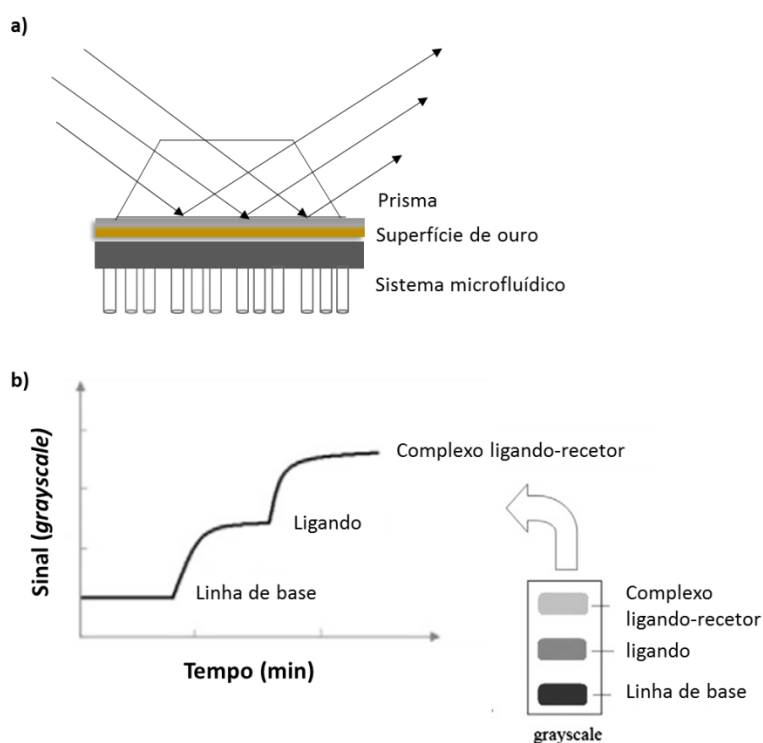 a)
Prisma
Superfície de ouro
Sistema microfluídico
b)
Sinal (grayscale)
Complexo ligando-recetor
Ligando
Linha de base
Tempo (min)
Complexo
ligando-recetor
ligando
Linha de base
grayscale